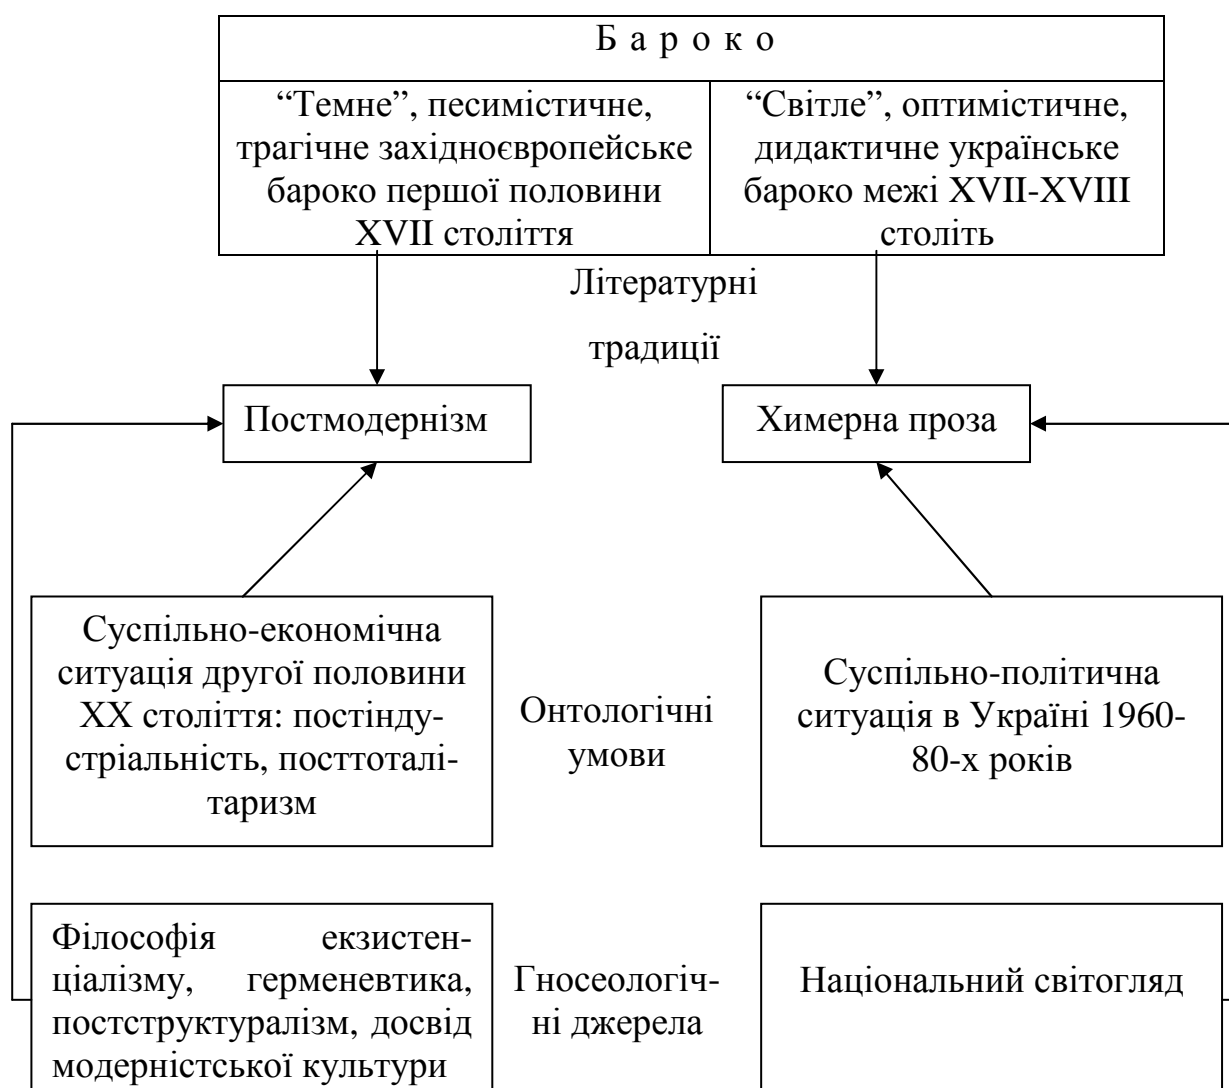 Бароко
“Темне”, песимістичне,
трагічне західноєвропейське
бароко першої половини
XVII століття
“Світле”, оптимістичне,
дидактичне українське
бароко межі XVII-XVIII
століть
Літературні
традиції
Постмодернізм
Химерна проза
Суспільно-економічна
ситуація другої половини
XX століття: постінду-
стріальність, посттоталі-
таризм
Онтологічні
умови
Суспільно-політична
ситуація в Україні 1960-
80-х років
Філософія екзистен-
ціалізму, герменевтика,
постструктуралізм, досвід
модерністської культури
Гносеологіч-
ні джерела
Національний світогляд